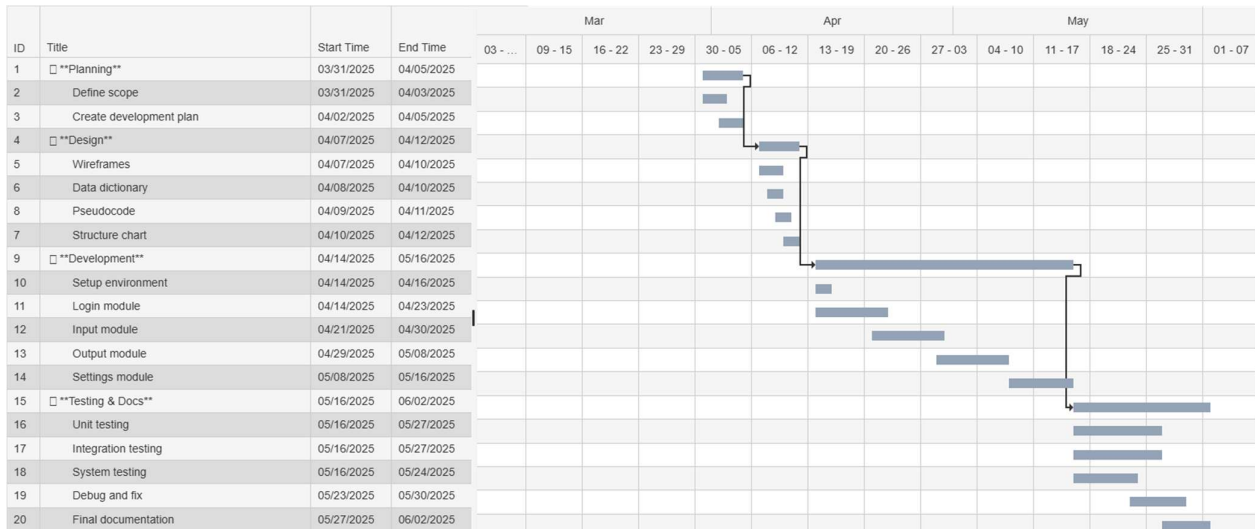 Mar Apr May
ID Title Start Time End Time 03 - ... 09 - 15 16 - 22 23 - 29 30 - 05 06 - 12 13 - 19 20 - 26 27 - 03 04 - 10 11 - 17 18 - 24 25 - 31 01 - 07
1 **Planning** 03/31/2025 04/05/2025
2 Define scope 03/31/2025 04/03/2025
3 Create development plan 04/02/2025 04/05/2025
4 **Design** 04/07/2025 04/12/2025
5 Wireframes 04/07/2025 04/10/2025
6 Data dictionary 04/08/2025 04/10/2025
8 Pseudocode 04/09/2025 04/11/2025
7 Structure chart 04/10/2025 04/12/2025
9 **Development** 04/14/2025 05/16/2025
10 Setup environment 04/14/2025 04/16/2025
11 Login module 04/14/2025 04/23/2025
12 Input module 04/21/2025 04/30/2025
13 Output module 04/29/2025 05/08/2025
14 Settings module 05/08/2025 05/16/2025
15 **Testing & Docs** 05/16/2025 06/02/2025
16 Unit testing 05/16/2025 05/27/2025
17 Integration testing 05/16/2025 05/27/2025
18 System testing 05/16/2025 05/24/2025
19 Debug and fix 05/23/2025 05/30/2025
20 Final documentation 05/27/2025 06/02/2025